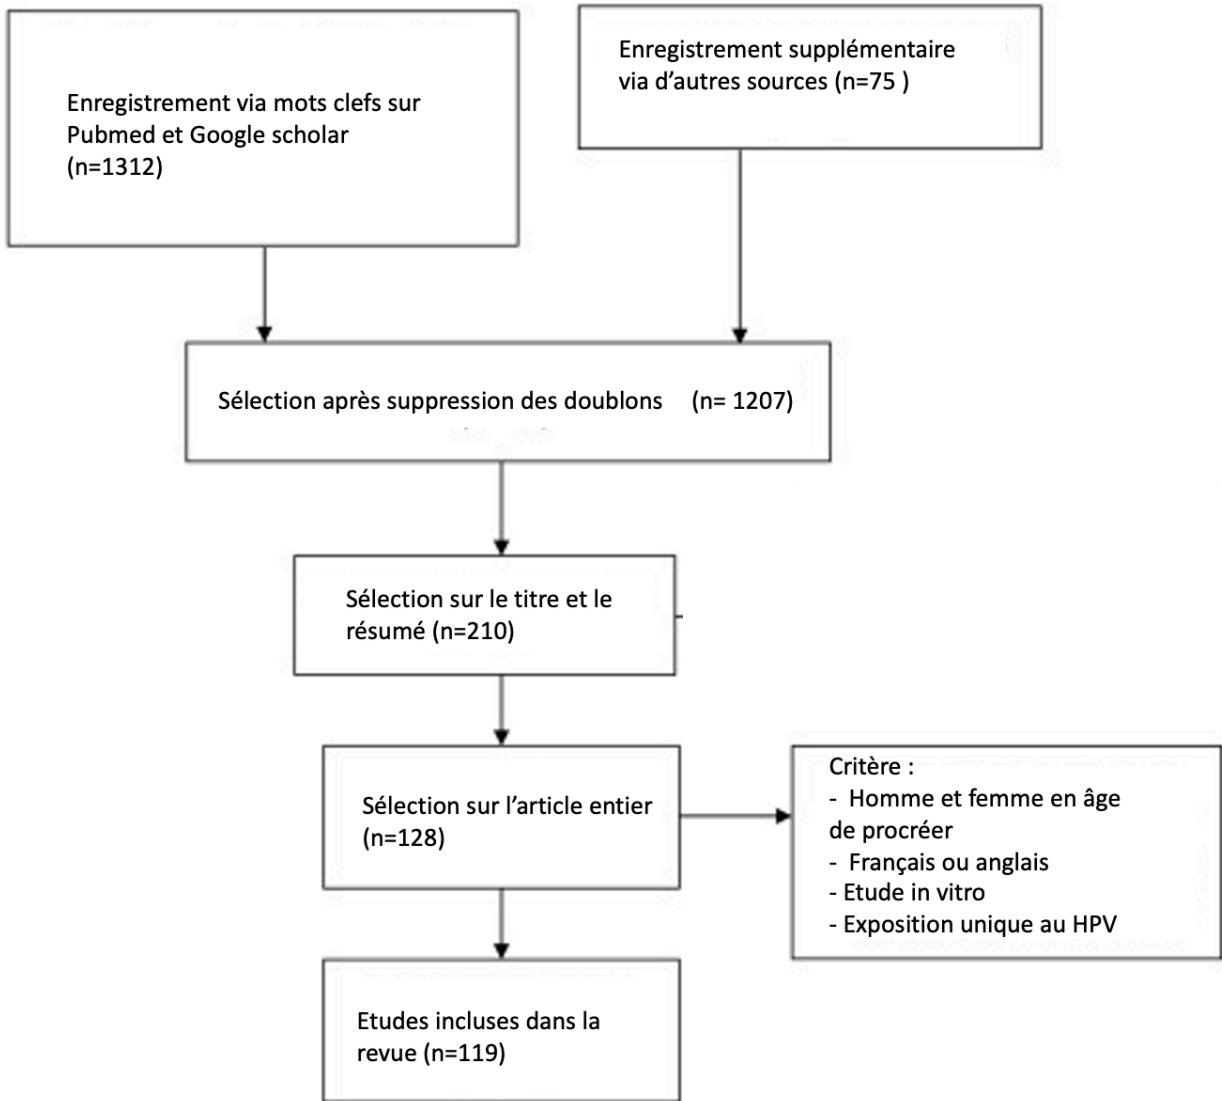 Enregistrement via mots clefs sur
Pubmed et Google scholar
(n=1312)
Enregistrement supplémentaire
via d’autres sources (n=75 )
Sélection après suppression des doublons (n= 1207)
Sélection sur le titre et le
résumé (n=210)
Sélection sur l’article entier
(n=128)
Critère :
- Homme et femme en âge
de procréer
- Français ou anglais
- Etude in vitro
- Exposition unique au HPV
Etudes incluses dans la
revue (n=119)